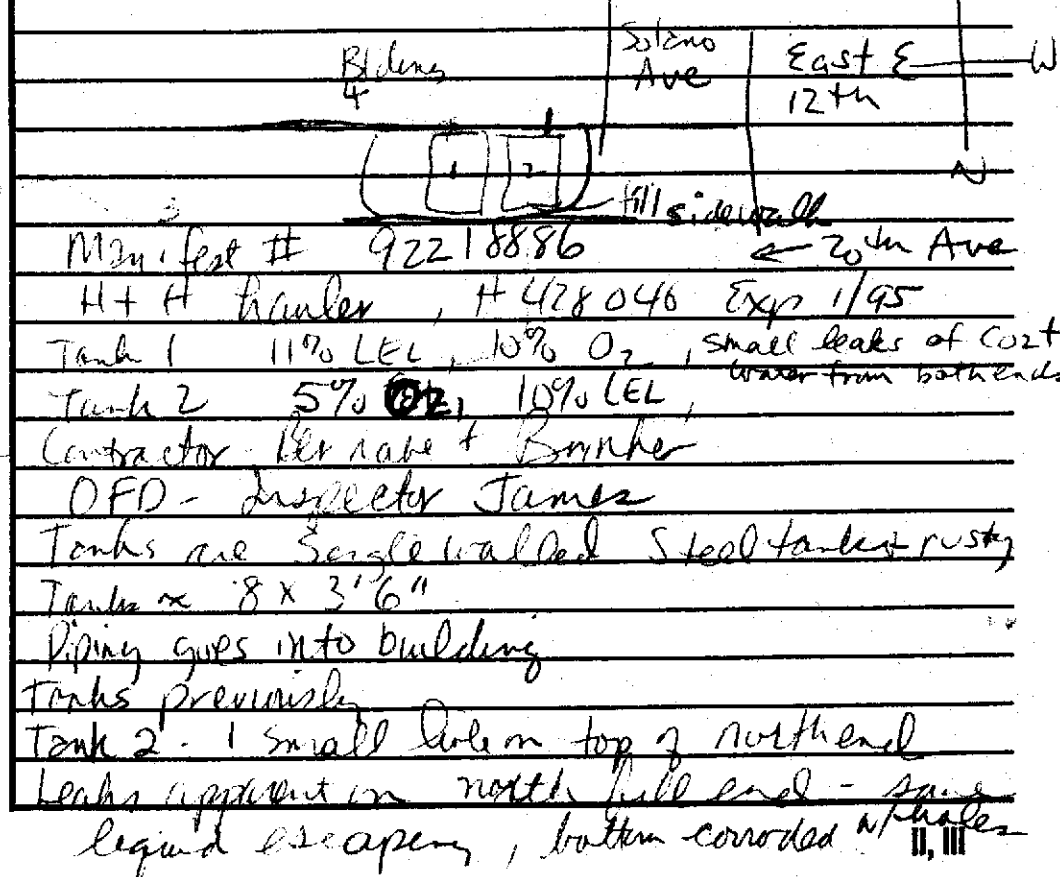 Solano
Ave
East E W
12th
Bldng
4
1 2
N
fill sidewalk
Manifest # 92218886 ← 20th Ave
H + H hauler, # 428046 Exp 1/95
Tank 1 11% LEL, 10% O2, small leaks of
water from both ends
Tank 2 5% O2, 10% LEL,
Contractor - +
OFD - Inspector James
Tanks are Single walled Steel tanks + rusty
Tanks ≈ 8 x 3'6"
Piping goes into building
Tanks previously
Tank 2 - 1 small hole on top of north end
Leaks apparent on north fill end - some
liquid escaping, bottom corroded w/ holes
II, III